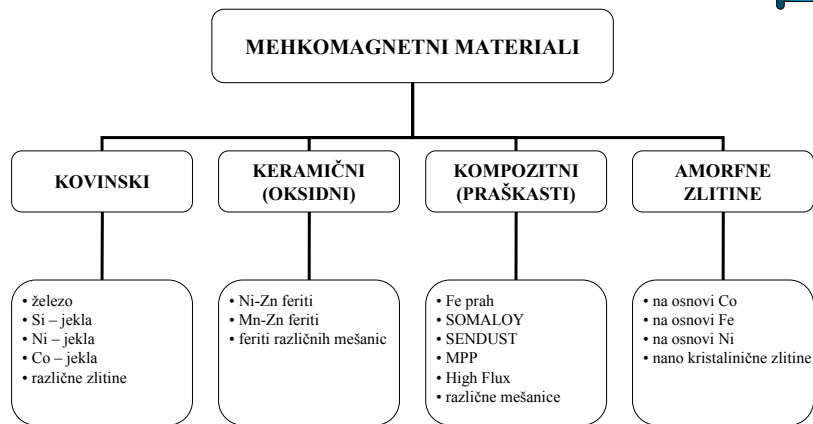 MEHKOMAGNETNI MATERIALI
KOVINSKI
KERAMIČNI
(OKSIDNI)
KOMPOZITNI
(PRAŠKASTI)
AMORFNE
ZLITINE
• železo
• Si – jekla
• Ni – jekla
• Co – jekla
• različne zlitine
• Ni-Zn feriti
• Mn-Zn feriti
• feriti različnih mešanic
• Fe prah
• SOMALOY
• SENDUST
• MPP
• High Flux
• različne mešanice
• na osnovi Co
• na osnovi Fe
• na osnovi Ni
• nano kristalinične zlitine